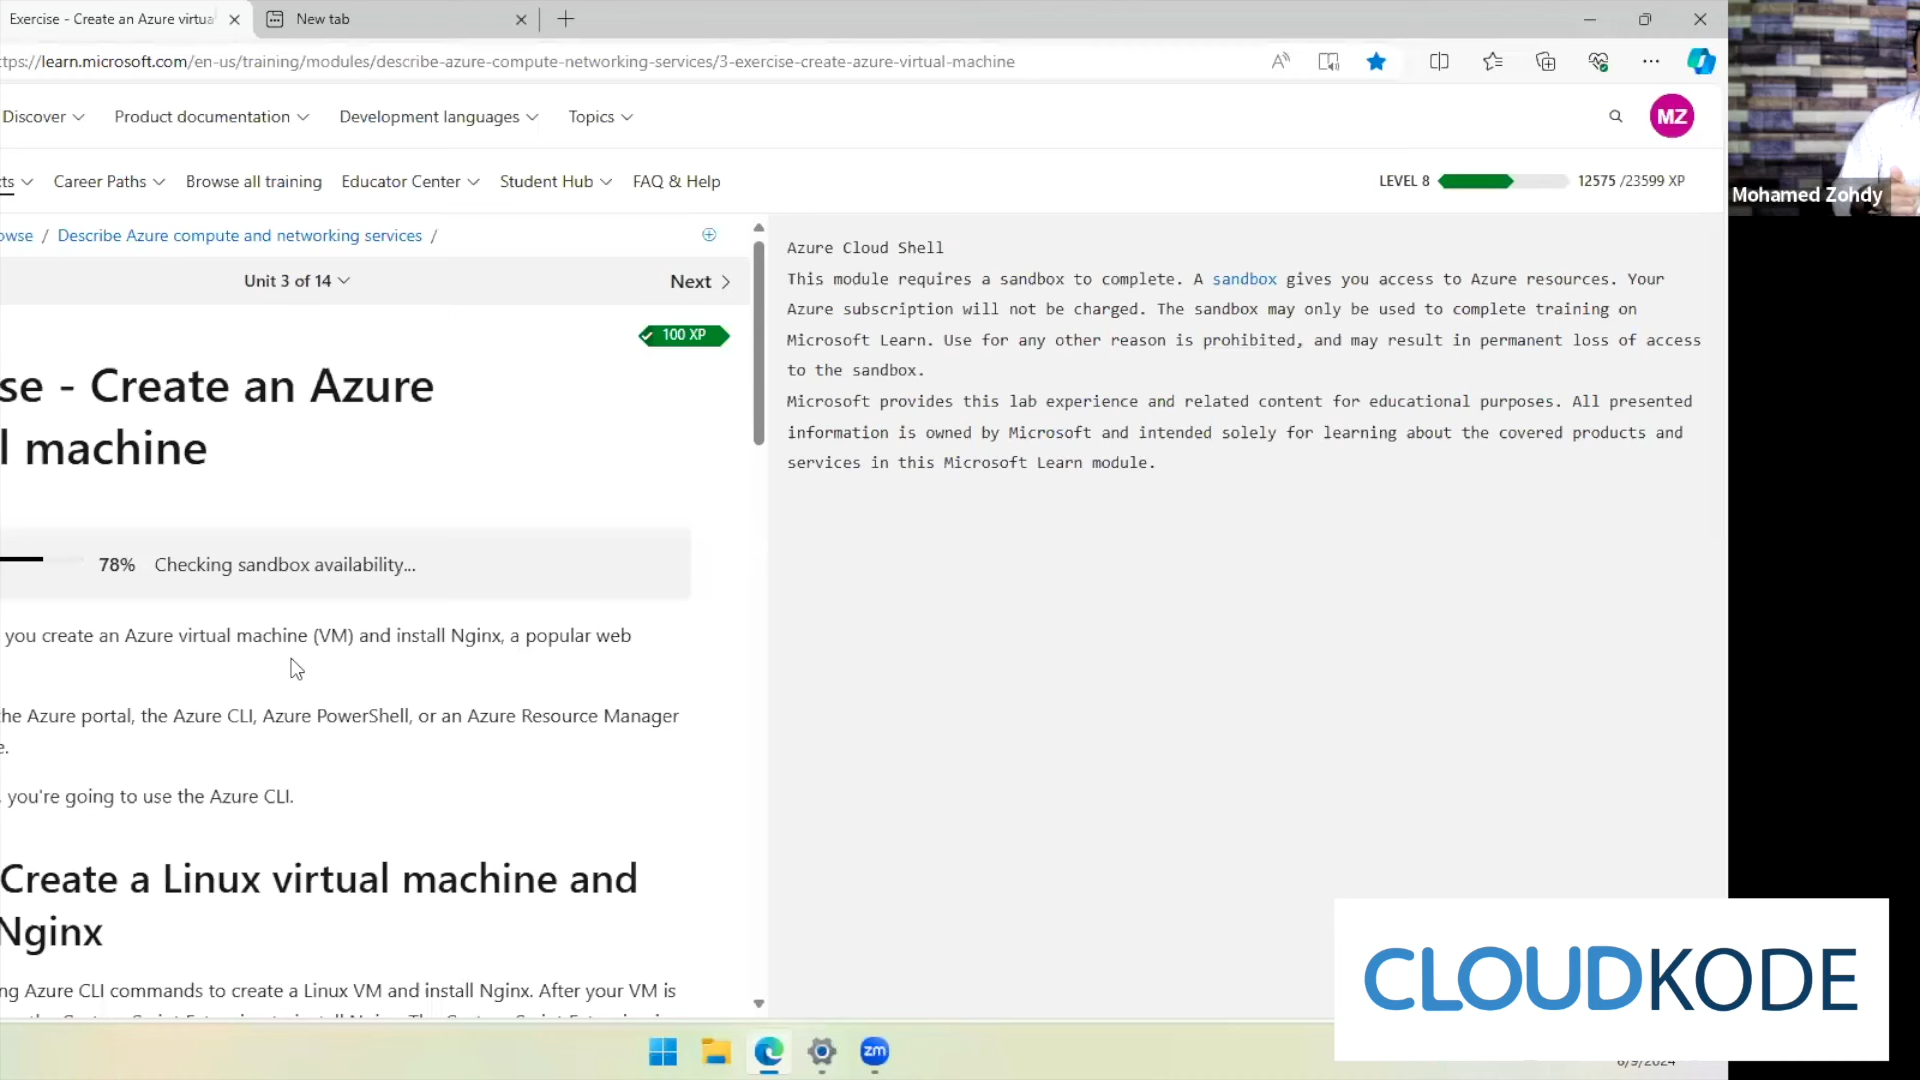 Exercise - Create an Azure virtua
New tab
ttps://learn.microsoft.com/en-us/training/modules/describe-azure-compute-networking-services/3-exercise-create-azure-virtual-machine
Discover
Product documentation
Development languages
Topics
MZ
cts
Career Paths
Browse all training
Educator Center
Student Hub
FAQ & Help
LEVEL 8
12575 /23599 XP
Mohamed Zohdy
owse / Describe Azure compute and networking services /
Unit 3 of 14
Next
100 XP
se - Create an Azure
l machine
78% Checking sandbox availability...
you create an Azure virtual machine (VM) and install Nginx, a popular web
the Azure portal, the Azure CLI, Azure PowerShell, or an Azure Resource Manager
e.
, you're going to use the Azure CLI.
Create a Linux virtual machine and
Nginx
ng Azure CLI commands to create a Linux VM and install Nginx. After your VM is
Azure Cloud Shell
This module requires a sandbox to complete. A sandbox gives you access to Azure resources. Your
Azure subscription will not be charged. The sandbox may only be used to complete training on
Microsoft Learn. Use for any other reason is prohibited, and may result in permanent loss of access
to the sandbox.
Microsoft provides this lab experience and related content for educational purposes. All presented
information is owned by Microsoft and intended solely for learning about the covered products and
services in this Microsoft Learn module.
CLOUDKODE
zm
6/9/2024